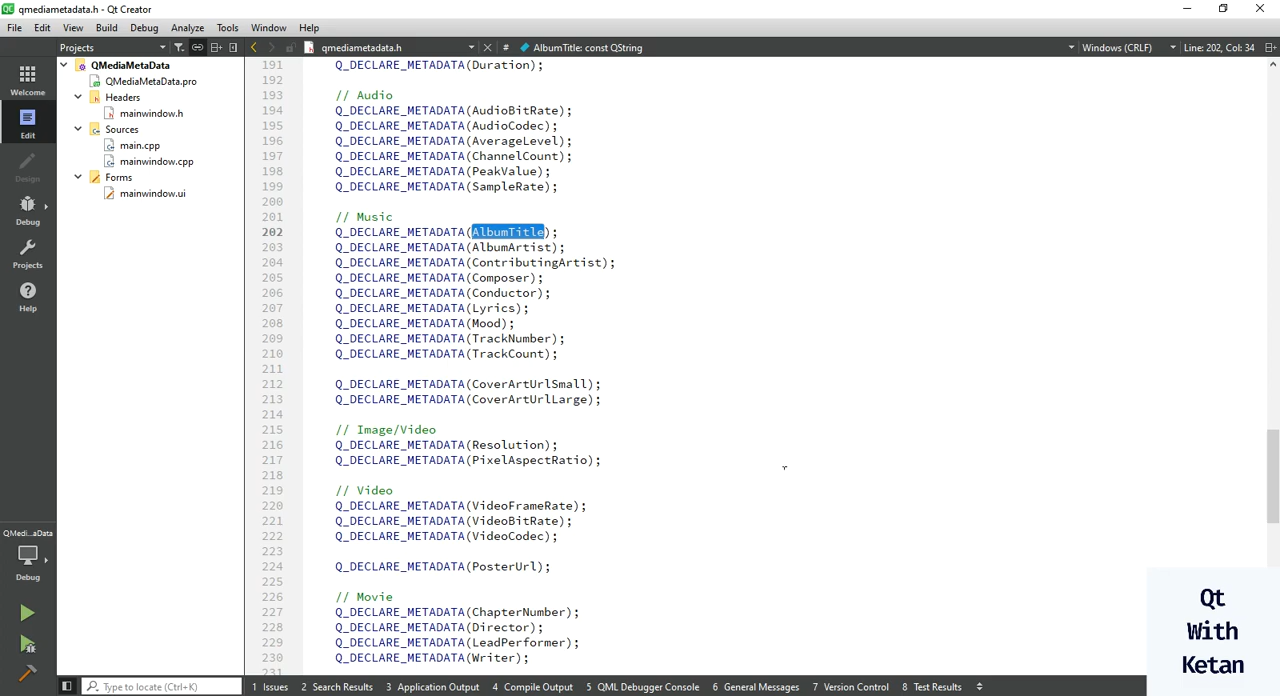 qmediametadata.h - Qt Creator
File Edit View Build Debug Analyze Tools Window Help
Projects qmediametadata.h # AlbumTitle: const QString Windows (CRLF) Line: 202, Col: 34
Welcome
Edit
Design
Debug
Projects
Help
QMedi...aData
Debug
QMediaMetaData
QMediaMetaData.pro
Headers
mainwindow.h
Sources
main.cpp
mainwindow.cpp
Forms
mainwindow.ui
191 Q_DECLARE_METADATA(Duration);
192
193 // Audio
194 Q_DECLARE_METADATA(AudioBitRate);
195 Q_DECLARE_METADATA(AudioCodec);
196 Q_DECLARE_METADATA(AverageLevel);
197 Q_DECLARE_METADATA(ChannelCount);
198 Q_DECLARE_METADATA(PeakValue);
199 Q_DECLARE_METADATA(SampleRate);
200
201 // Music
202 Q_DECLARE_METADATA(AlbumTitle);
203 Q_DECLARE_METADATA(AlbumArtist);
204 Q_DECLARE_METADATA(ContributingArtist);
205 Q_DECLARE_METADATA(Composer);
206 Q_DECLARE_METADATA(Conductor);
207 Q_DECLARE_METADATA(Lyrics);
208 Q_DECLARE_METADATA(Mood);
209 Q_DECLARE_METADATA(TrackNumber);
210 Q_DECLARE_METADATA(TrackCount);
211
212 Q_DECLARE_METADATA(CoverArtUrlSmall);
213 Q_DECLARE_METADATA(CoverArtUrlLarge);
214
215 // Image/Video
216 Q_DECLARE_METADATA(Resolution);
217 Q_DECLARE_METADATA(PixelAspectRatio);
218
219 // Video
220 Q_DECLARE_METADATA(VideoFrameRate);
221 Q_DECLARE_METADATA(VideoBitRate);
222 Q_DECLARE_METADATA(VideoCodec);
223
224 Q_DECLARE_METADATA(PosterUrl);
225
226 // Movie
227 Q_DECLARE_METADATA(ChapterNumber);
228 Q_DECLARE_METADATA(Director);
229 Q_DECLARE_METADATA(LeadPerformer);
230 Q_DECLARE_METADATA(Writer);
231
Qt
With
Ketan
Type to locate (Ctrl+K) 1 Issues 2 Search Results 3 Application Output 4 Compile Output 5 QML Debugger Console 6 General Messages 7 Version Control 8 Test Results